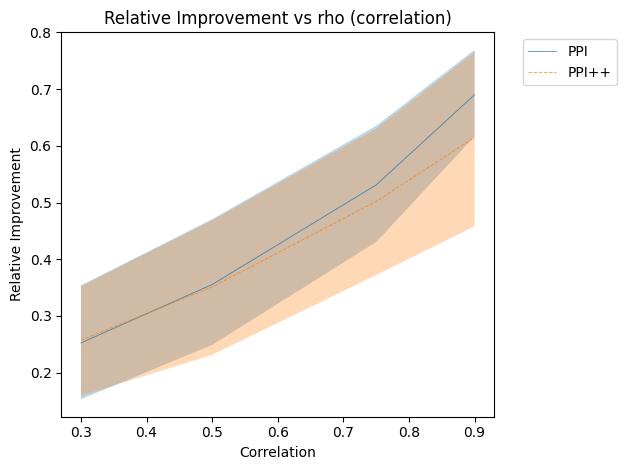 Relative Improvement vs rho (correlation)
PPI
PPI++
Relative Improvement
0.8
0.7
0.6
0.5
0.4
0.3
0.2
0.3 0.4 0.5 0.6 0.7 0.8 0.9
Correlation